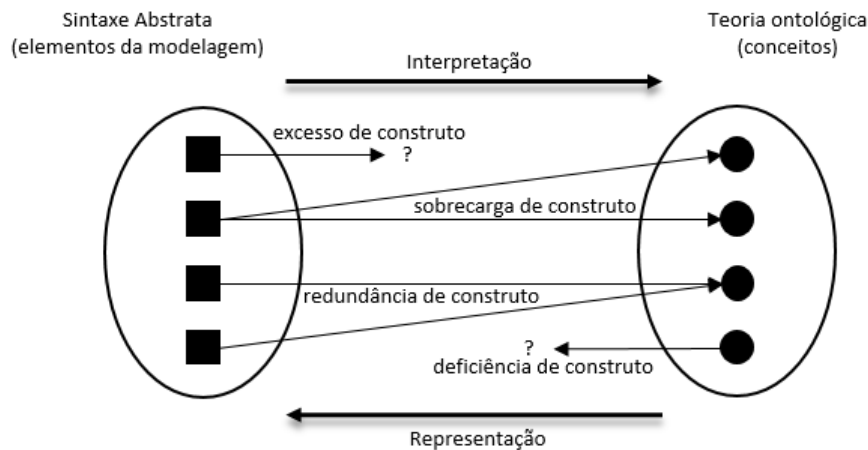 Sintaxe Abstrata
(elementos da modelagem)
Teoria ontológica
(conceitos)
Interpretação
excesso de construto
?
sobrecarga de construto
redundância de construto
?
deficiência de construto
Representação